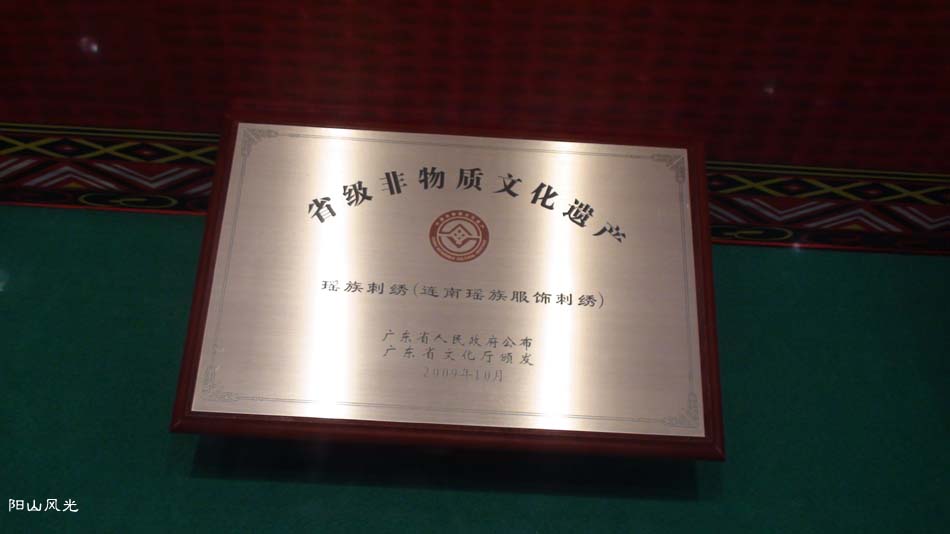 省级非物质文化遗产
瑶族刺绣(连南瑶族服饰刺绣)
广东省人民政府公布
广东省文化厅颁发
2009年10月
阳山风光